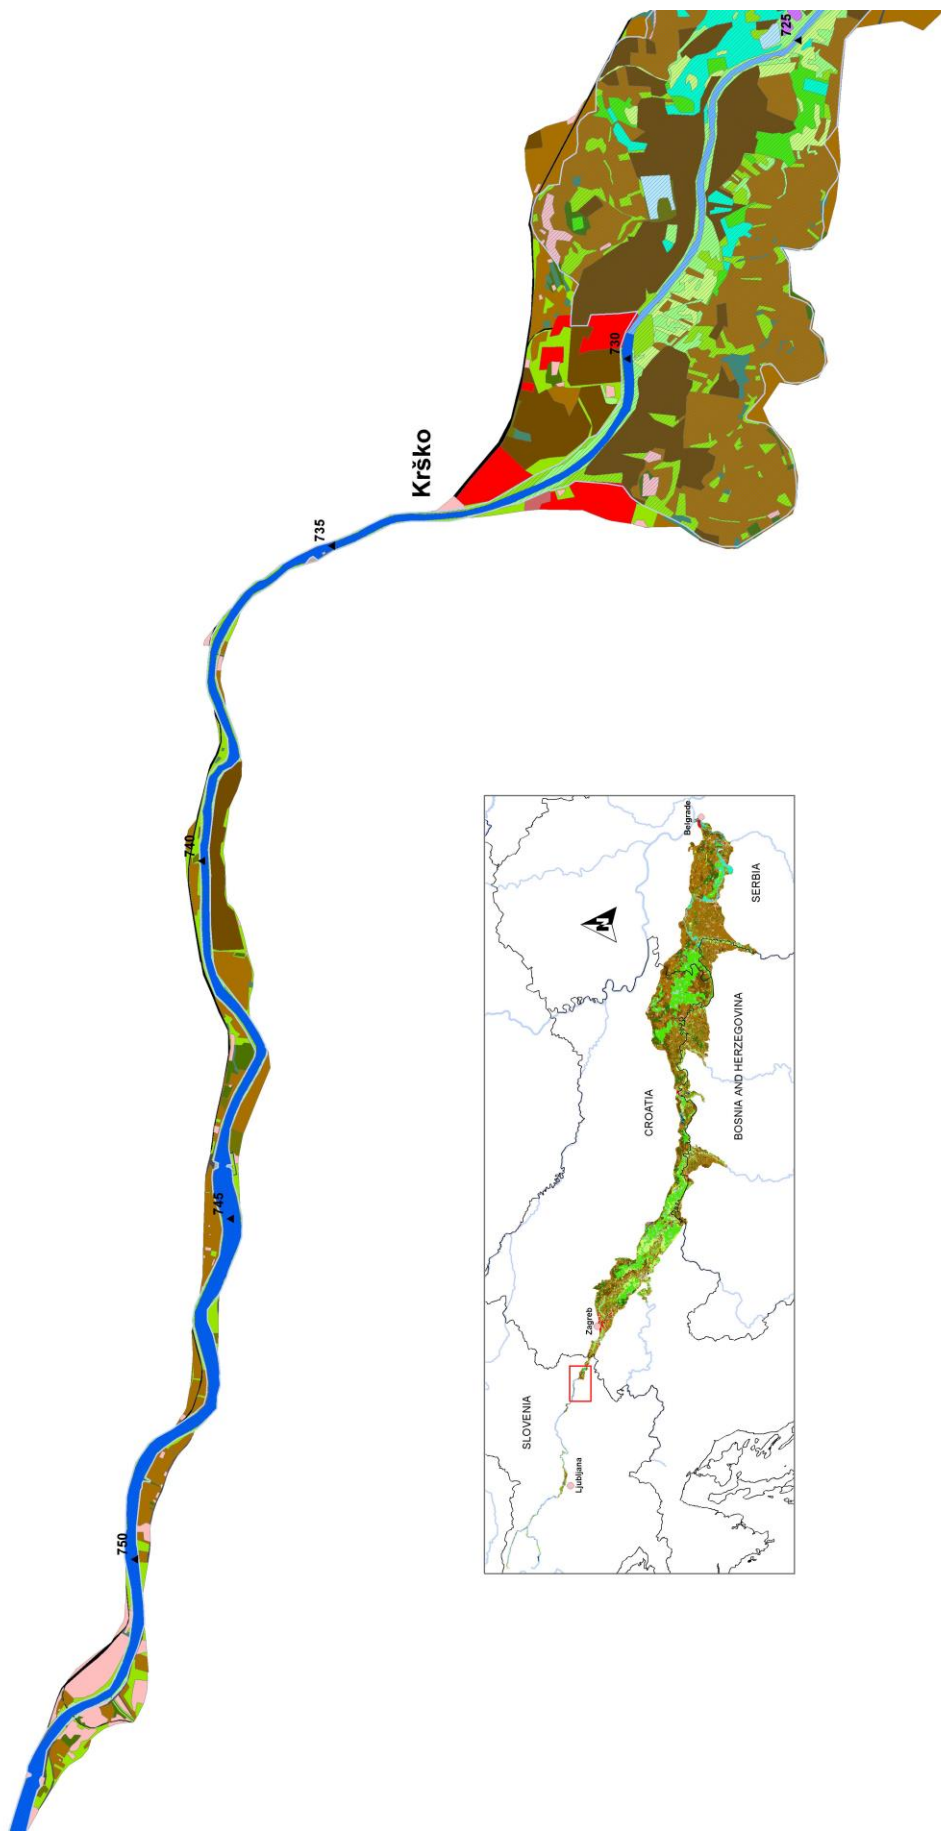 725
730
Krško
735
740
745
750
Belgrade
SERBIA
N
CROATIA
BOSNIA AND HERZEGOVINA
Zagreb
SLOVENIA
Ljubljana